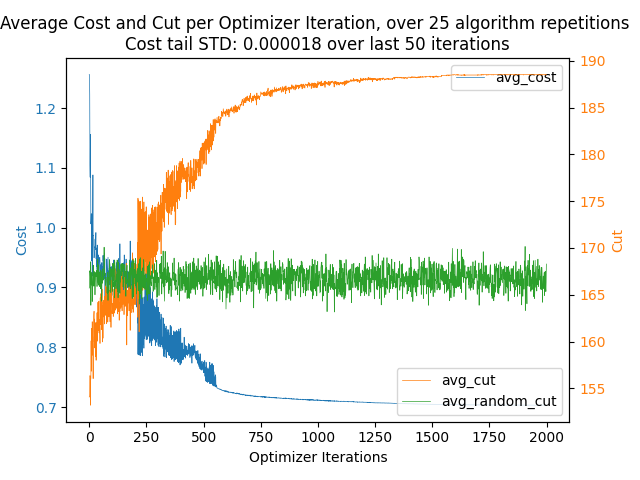 Average Cost and Cut per Optimizer Iteration, over 25 algorithm repetitions
Cost tail STD: 0.000018 over last 50 iterations
avg_cost
avg_cut
avg_random_cut
Cost
1.2
1.1
1.0
0.9
0.8
0.7
Cut
190
185
180
175
170
165
160
155
0
250
500
750
1000
1250
1500
1750
2000
Optimizer Iterations